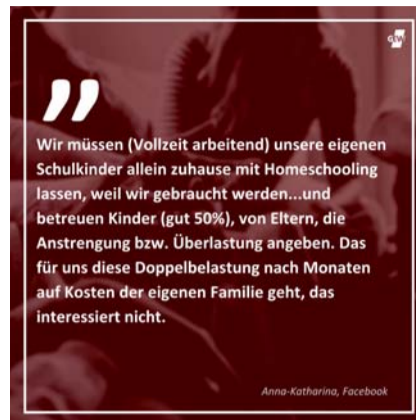 GEW
"
Wir müssen (Vollzeit arbeitend) unsere eigenen
Schulkinder allein zuhause mit Homeschooling
lassen, weil wir gebraucht werden...und
betreuen Kinder (gut 50%), von Eltern, die
Anstrengung bzw. Überlastung angeben. Das
für uns diese Doppelbelastung nach Monaten
auf Kosten der eigenen Familie geht, das
interessiert nicht.
Anna-Katharina, Facebook